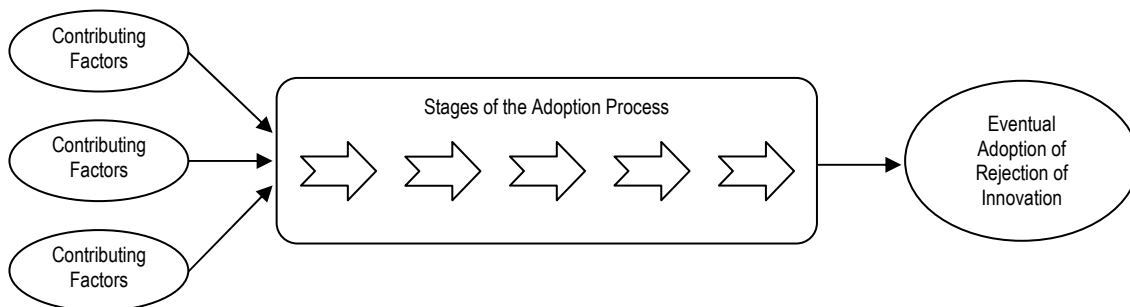 Contributing
Factors
Contributing
Factors
Contributing
Factors
Stages of the Adoption Process
Eventual
Adoption of
Rejection of
Innovation